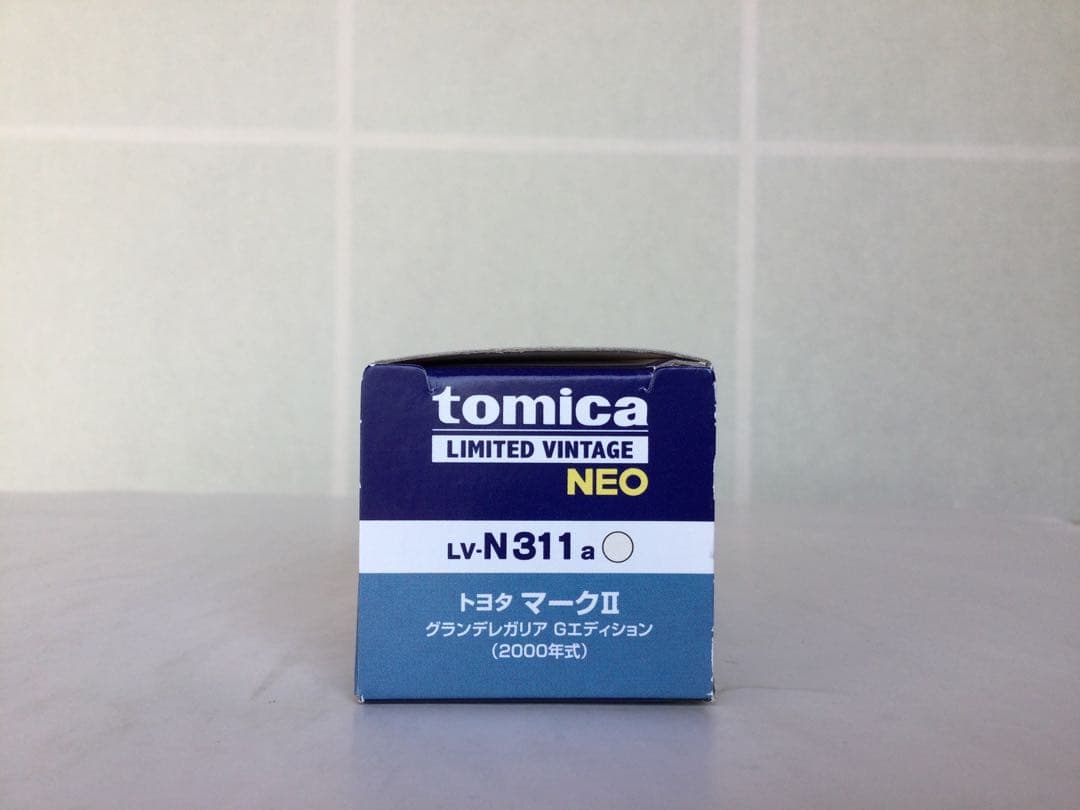 tomica
LIMITED VINTAGE
NEO
LV-N311a
トヨタ マークⅡ
グランデレガリア Gエディション
(2000年式)